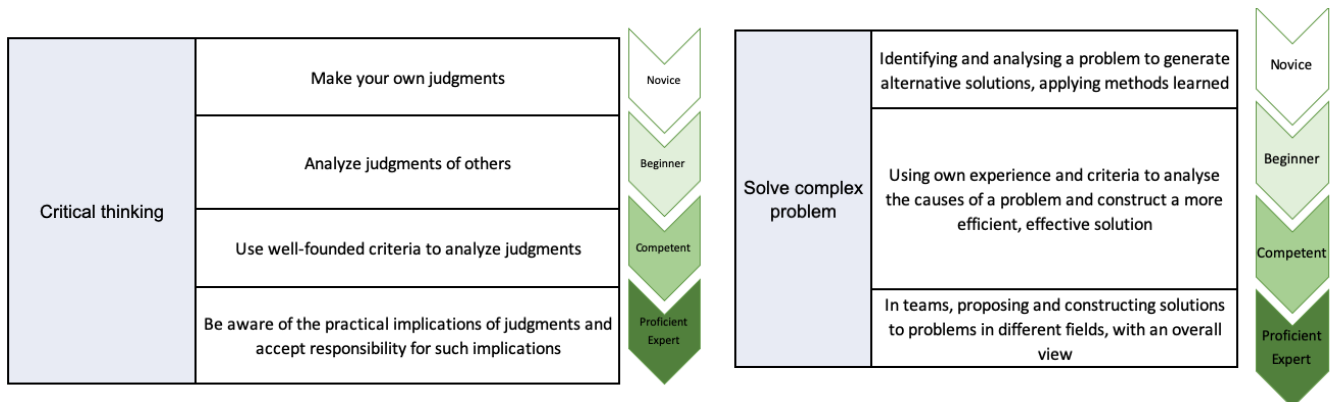 Critical thinking
Make your own judgments
Analyze judgments of others
Use well-founded criteria to analyze judgments
Be aware of the practical implications of judgments and
accept responsibility for such implications
Novice
Beginner
Competent
Proficient
Expert
Solve complex
problem
Identifying and analysing a problem to generate
alternative solutions, applying methods learned
Using own experience and criteria to analyse
the causes of a problem and construct a more
efficient, effective solution
In teams, proposing and constructing solutions
to problems in different fields, with an overall
view
Novice
Beginner
Competent
Proficient
Expert